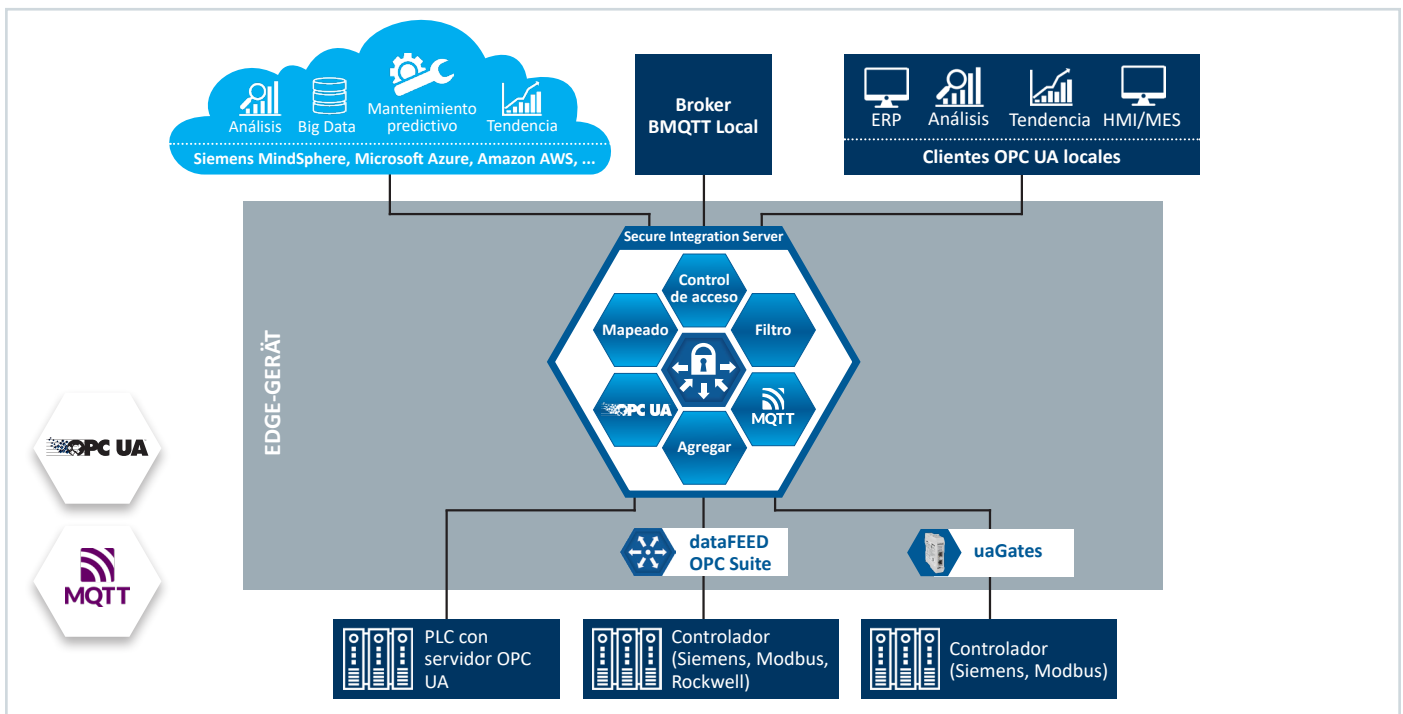 Análisis
Big Data
Mantenimiento
predictivo
Tendencia
Siemens MindSphere, Microsoft Azure, Amazon AWS, ...
Broker
BMQTT Local
ERP
Análisis
Tendencia
HMI/MES
Clientes OPC UA locales
EDGE-GERÄT
Secure Integration Server
Control
de acceso
Mapeado
Filtro
OPC UA
MQTT
Agregar
OPC UA
MQTT
dataFEED
OPC Suite
uaGates
PLC con
servidor OPC
UA
Controlador
(Siemens, Modbus,
Rockwell)
Controlador
(Siemens, Modbus)